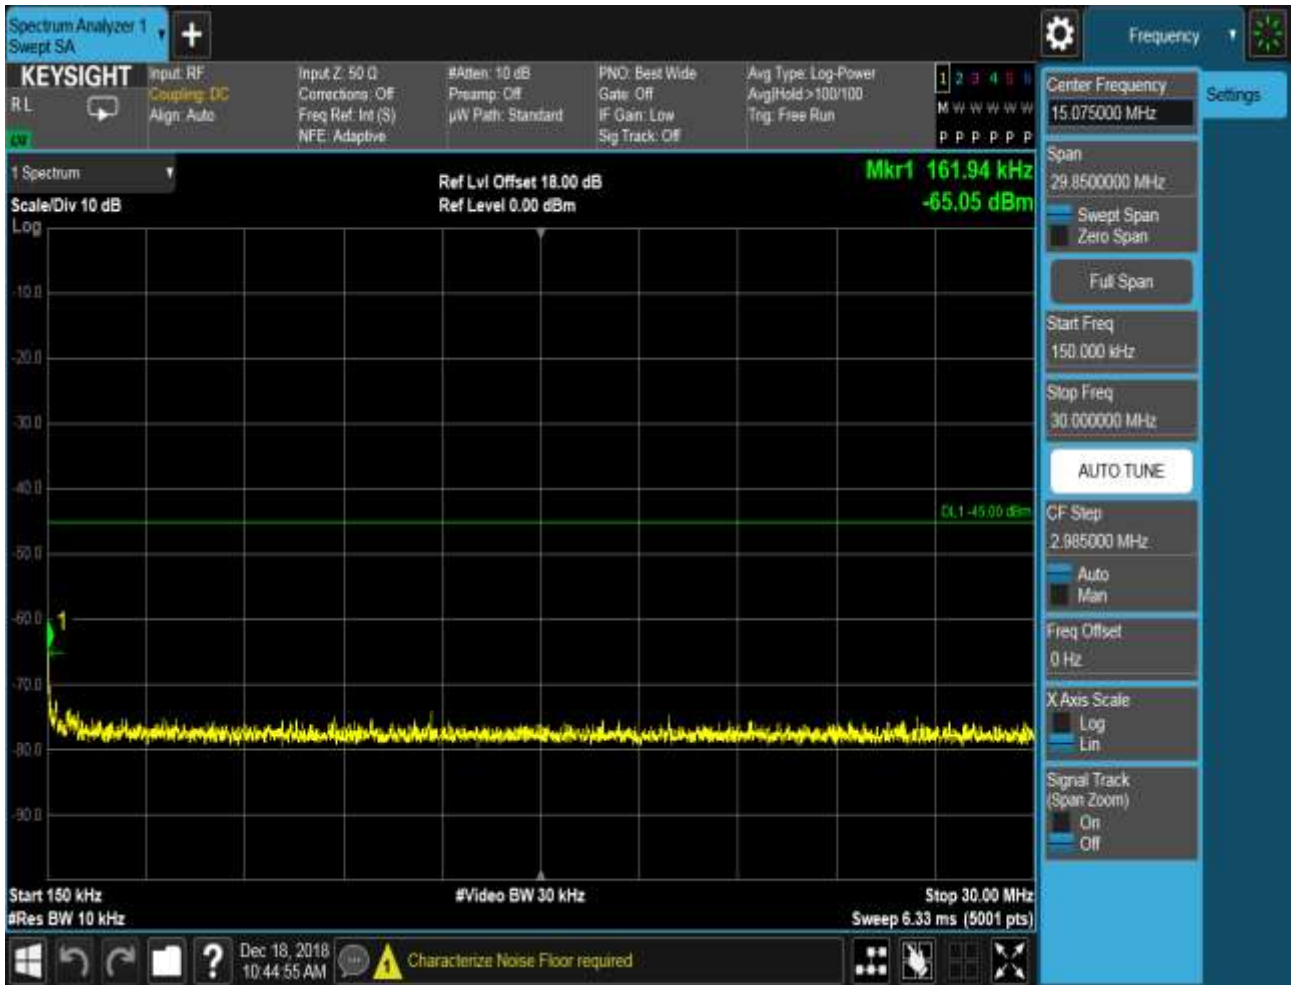 Spectrum Analyzer 1
Swept SA
Frequency
KEYSIGHT
RL
LXI
Input: RF
Coupling: DC
Align: Auto
Input Z: 50 Ω
Corrections: Off
Freq Ref: Int (S)
NFE: Adaptive
#Atten: 10 dB
Preamp: Off
µW Path: Standard
PNO: Best Wide
Gate: Off
IF Gain: Low
Sig Track: Off
Avg Type: Log-Power
Avg|Hold:>100/100
Trig: Free Run
1 2 3 4 5 6
M W W W W W
P P P P P P
1 Spectrum
Scale/Div 10 dB
Log
Ref Lvl Offset 18.00 dB
Ref Level 0.00 dBm
Mkr1 161.94 kHz
-65.05 dBm
-10.0
-20.0
-30.0
-40.0
DL1 -45.00 dBm
-50.0
-60.0
1
-70.0
-80.0
-90.0
Start 150 kHz
#Res BW 10 kHz
#Video BW 30 kHz
Stop 30.00 MHz
Sweep 6.33 ms (5001 pts)
Center Frequency
15.075000 MHz
Settings
Span
29.8500000 MHz
Swept Span
Zero Span
Full Span
Start Freq
150.000 kHz
Stop Freq
30.000000 MHz
AUTO TUNE
CF Step
2.985000 MHz
Auto
Man
Freq Offset
0 Hz
X Axis Scale
Log
Lin
Signal Track
(Span Zoom)
On
Off
?
Dec 18, 2018
10:44:55 AM
Characterize Noise Floor required